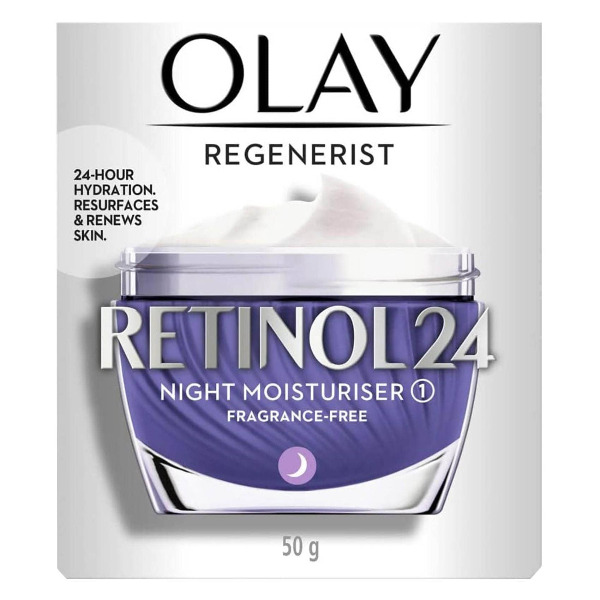 OLAY
REGENERIST
24-HOUR
HYDRATION.
RESURFACES
& RENEWS
SKIN.
RETINOL24
NIGHT MOISTURISER ①
FRAGRANCE-FREE
50 g